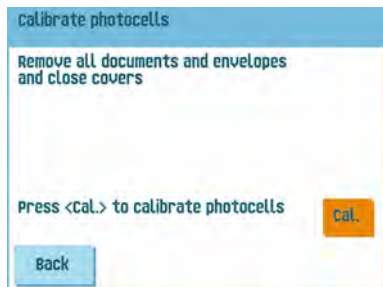 Calibrate photocells
Remove all documents and envelopes
and close covers
Press <Cal.> to calibrate photocells
Cal.
Back